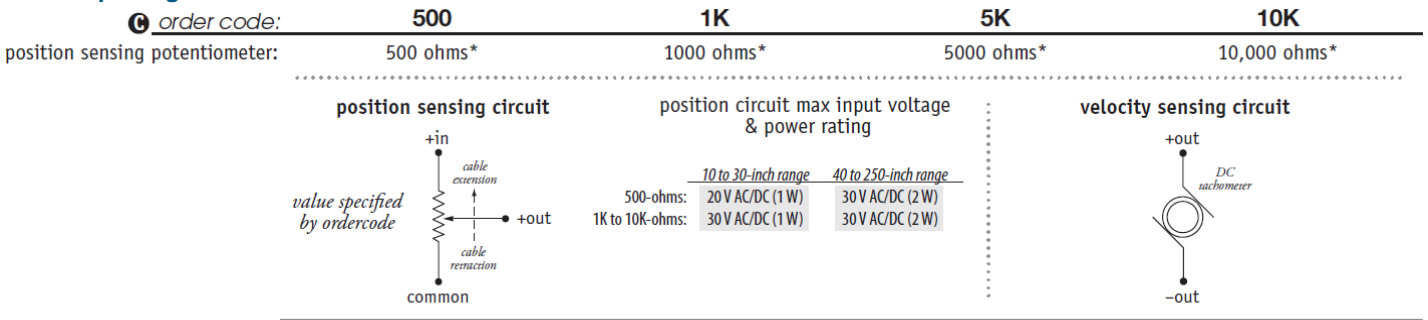 C order code: 500 1K 5K 10K
position sensing potentiometer: 500 ohms* 1000 ohms* 5000 ohms* 10,000 ohms*
position sensing circuit
+in
cable
extension
value specified
by ordercode
+out
cable
retraction
common
position circuit max input voltage
& power rating
10 to 30-inch range 40 to 250-inch range
500-ohms: 20 V AC/DC (1 W) 30 V AC/DC (2 W)
1K to 10K-ohms: 30 V AC/DC (1 W) 30 V AC/DC (2 W)
velocity sensing circuit
+out
DC
tachometer
–out